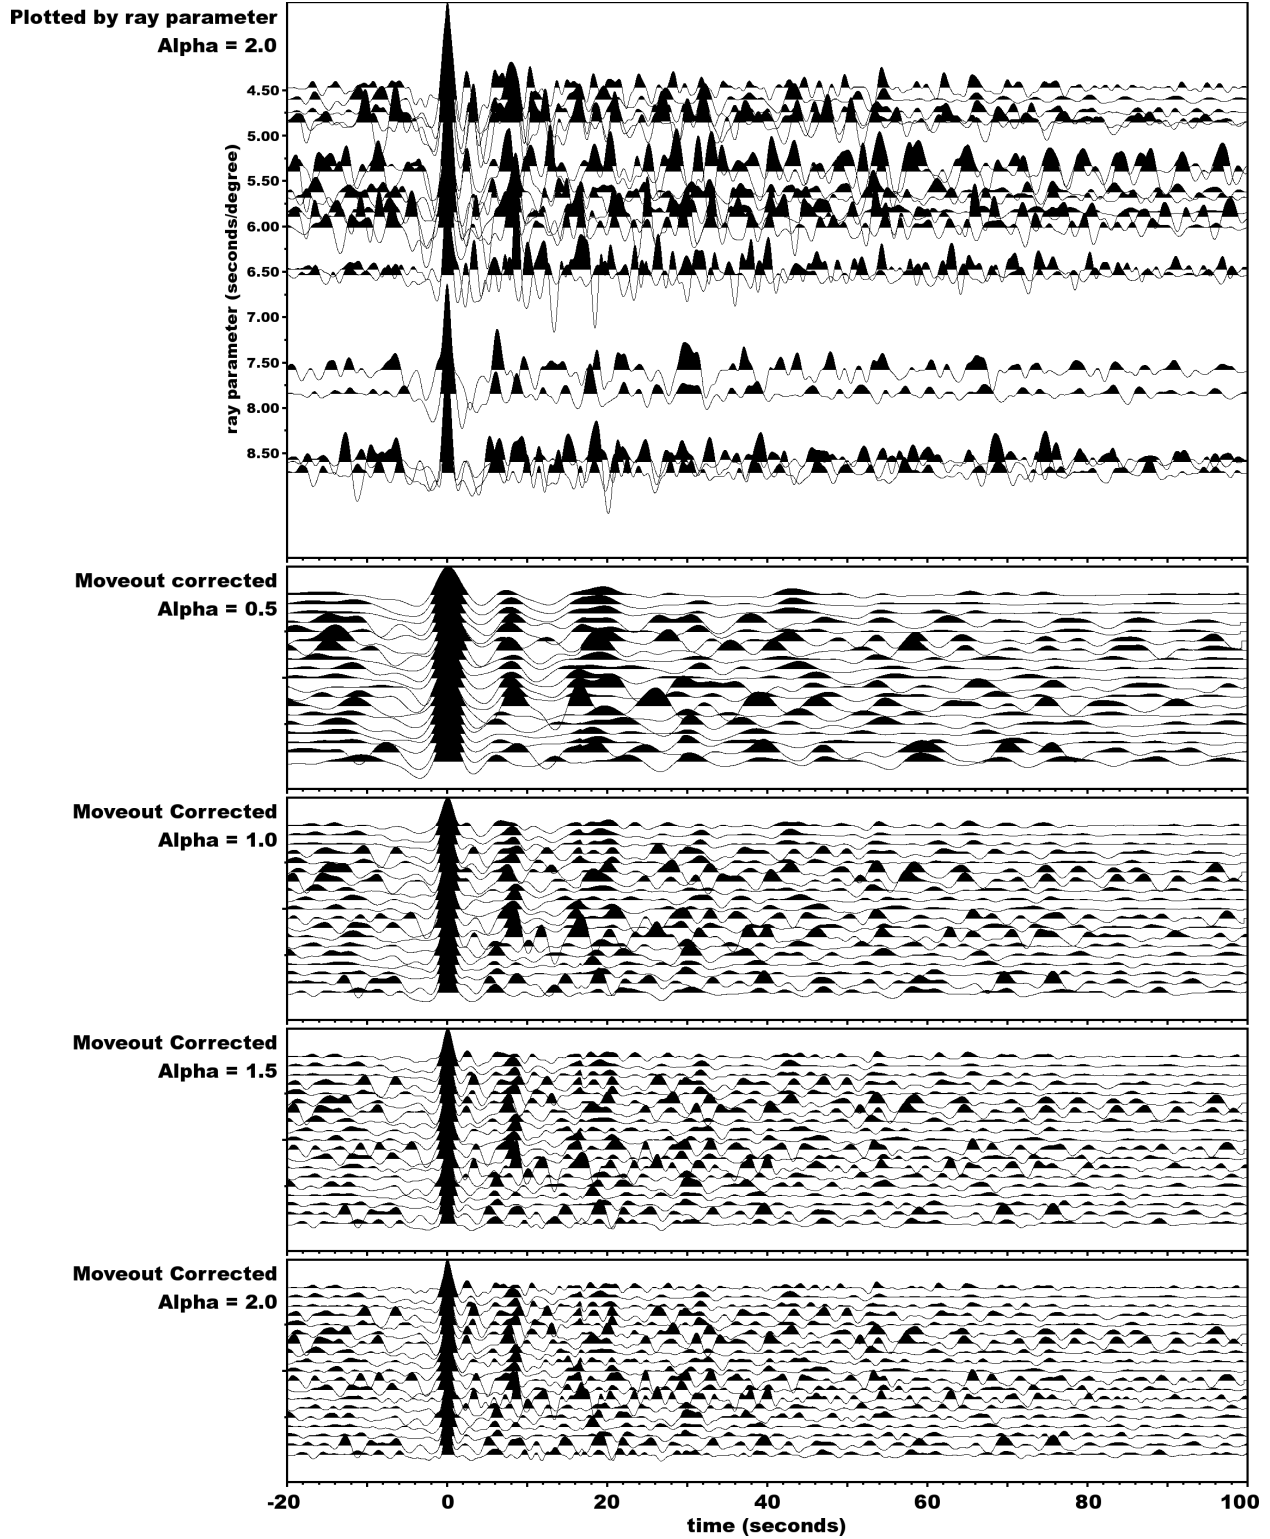 Plotted by ray parameter
Alpha = 2.0
ray parameter (seconds/degree)
4.50
5.00
5.50
6.00
6.50
7.00
7.50
8.00
8.50
Moveout corrected
Alpha = 0.5
Moveout Corrected
Alpha = 1.0
Moveout Corrected
Alpha = 1.5
Moveout Corrected
Alpha = 2.0
-20 0 20 40 60 80 100
time (seconds)